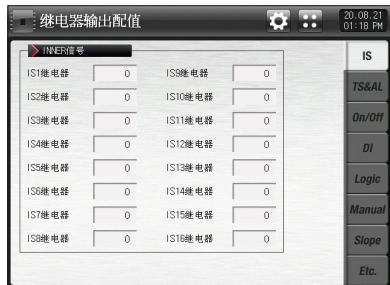 继电器输出配值
20.08.21
01:18 PM
INNER信号
IS1继电器 0 IS9继电器 0
IS2继电器 0 IS10继电器 0
IS3继电器 0 IS11继电器 0
IS4继电器 0 IS12继电器 0
IS5继电器 0 IS13继电器 0
IS6继电器 0 IS14继电器 0
IS7继电器 0 IS15继电器 0
IS8继电器 0 IS16继电器 0
IS
TS&AL
On/Off
DI
Logic
Manual
Slope
Etc.